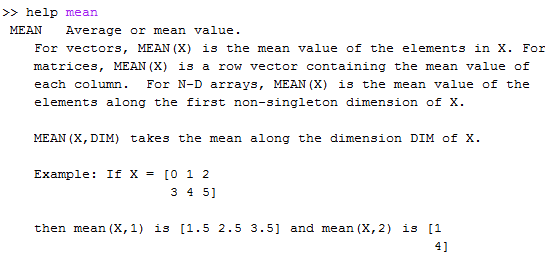 >> help mean
MEAN   Average or mean value.
For vectors, MEAN(X) is the mean value of the elements in X. For
matrices, MEAN(X) is a row vector containing the mean value of
each column.  For N-D arrays, MEAN(X) is the mean value of the
elements along the first non-singleton dimension of X.
MEAN(X,DIM) takes the mean along the dimension DIM of X.
Example: If X = [0 1 2
3 4 5]
then mean(X,1) is [1.5 2.5 3.5] and mean(X,2) is [1
4]